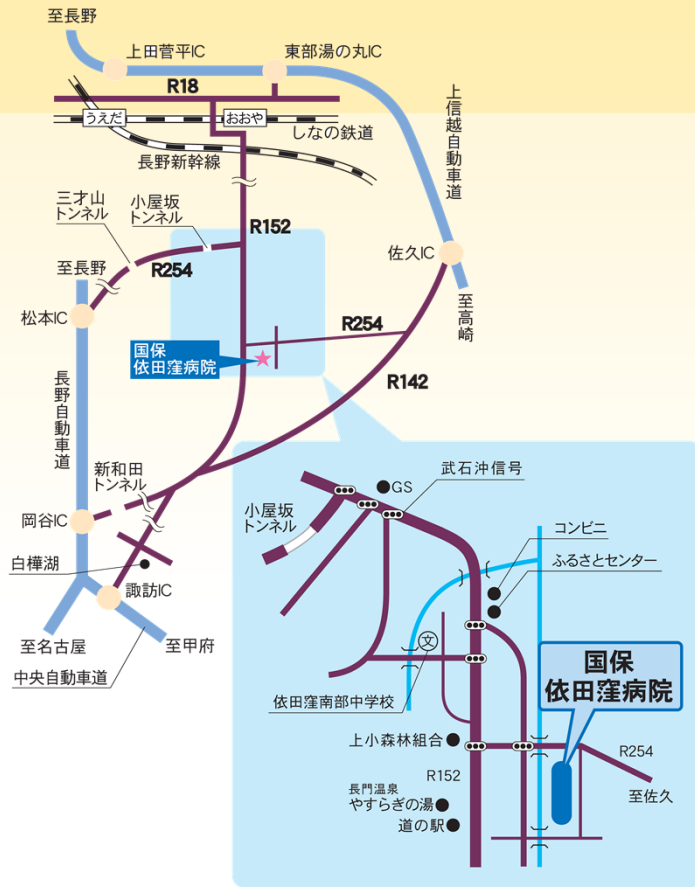 至長野
上田菅平IC
東部湯の丸IC
R18
うえだ
おおや
しなの鉄道
長野新幹線
上信越自動車道
三才山
トンネル
小屋坂
トンネル
R152
佐久IC
至長野
R254
至高崎
松本IC
R254
国保
依田窪病院
長野自動車道
R142
新和田
トンネル
岡谷IC
白樺湖
諏訪IC
至名古屋
至甲府
中央自動車道
武石沖信号
GS
小屋坂
トンネル
コンビニ
ふるさとセンター
文
依田窪南部中学校
国保
依田窪病院
上小森林組合
R254
R152
至佐久
長門温泉
やすらぎの湯
道の駅